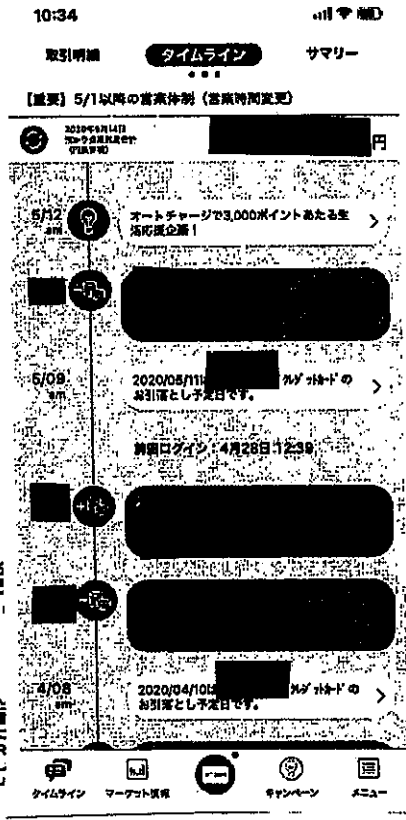 10:34
取引明細 タイムライン サマリー
【重要】5/1以降の営業体制（営業時間変更）
円
5/12
am
オートチャージで3,000ポイントあたる生
活応援企画！
5/09
am
2020/05/11は
クレジットカードの
お引落とし予定日です。
前回ログイン：4月28日 12:39
4/08
am
2020/04/10は
クレジットカードの
お引落とし予定日です。
タイムライン マーケット情報 キャンペーン メニュー